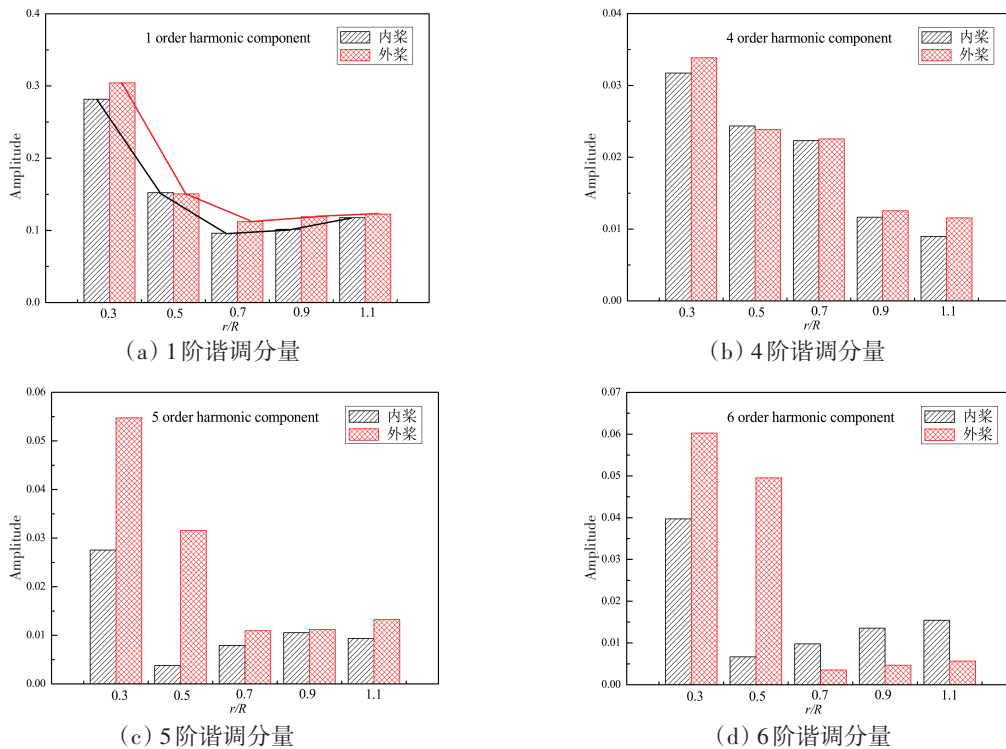 0.4
1 order harmonic component
内桨
外桨
0.3
0.2
0.1
0.0
Amplitude
0.3 0.5 0.7 0.9 1.1
r/R
(a) 1阶谐调分量
0.04
4 order harmonic component
内桨
外桨
0.03
0.02
0.01
0.00
Amplitude
0.3 0.5 0.7 0.9 1.1
r/R
(b) 4阶谐调分量
0.06
5 order harmonic component
内桨
外桨
0.05
0.04
0.03
0.02
0.01
0.00
Amplitude
0.3 0.5 0.7 0.9 1.1
r/R
(c) 5阶谐调分量
0.07
6 order harmonic component
内桨
外桨
0.06
0.05
0.04
0.03
0.02
0.01
0.00
Amplitude
0.3 0.5 0.7 0.9 1.1
r/R
(d) 6阶谐调分量